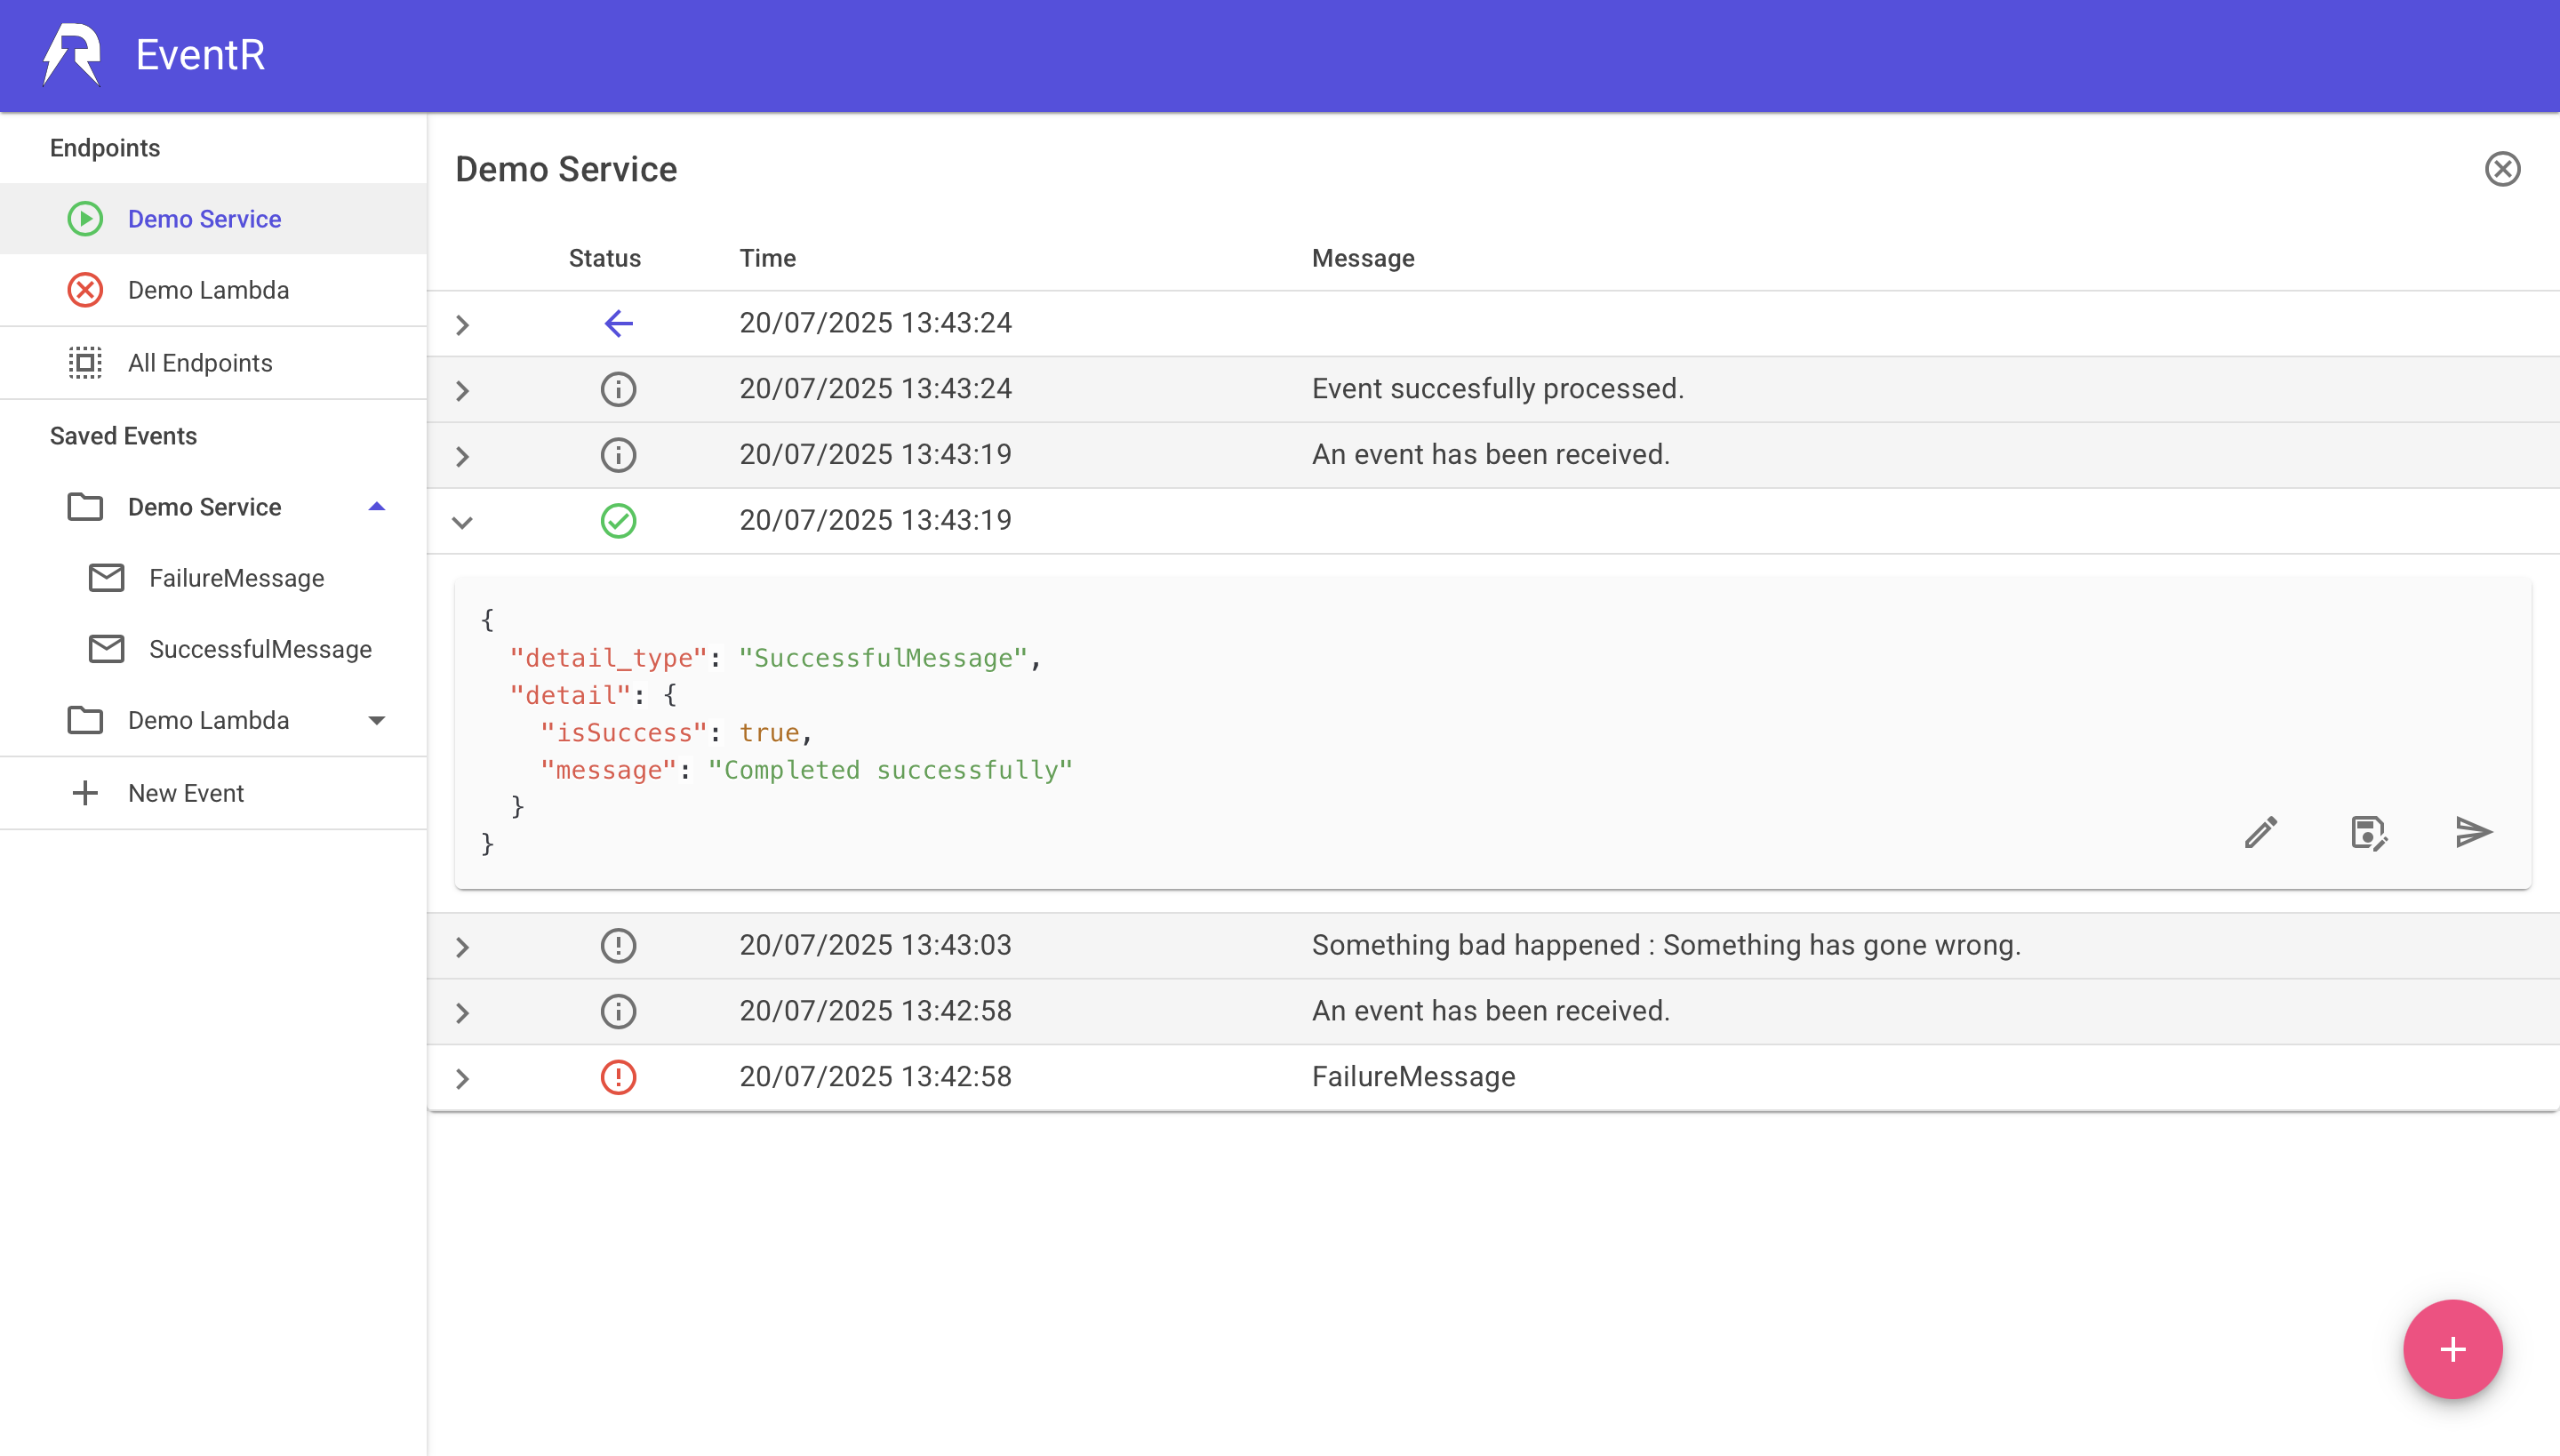 EventR
Endpoints
Demo Service
Demo Lambda
All Endpoints
Saved Events
Demo Service
FailureMessage
SuccessfulMessage
Demo Lambda
New Event
Demo Service
Status Time Message
20/07/2025 13:43:24
20/07/2025 13:43:24 Event succesfully processed.
20/07/2025 13:43:19 An event has been received.
20/07/2025 13:43:19
{
  "detail_type": "SuccessfulMessage",
  "detail": {
    "isSuccess": true,
    "message": "Completed successfully"
  }
}
20/07/2025 13:43:03 Something bad happened : Something has gone wrong.
20/07/2025 13:42:58 An event has been received.
20/07/2025 13:42:58 FailureMessage